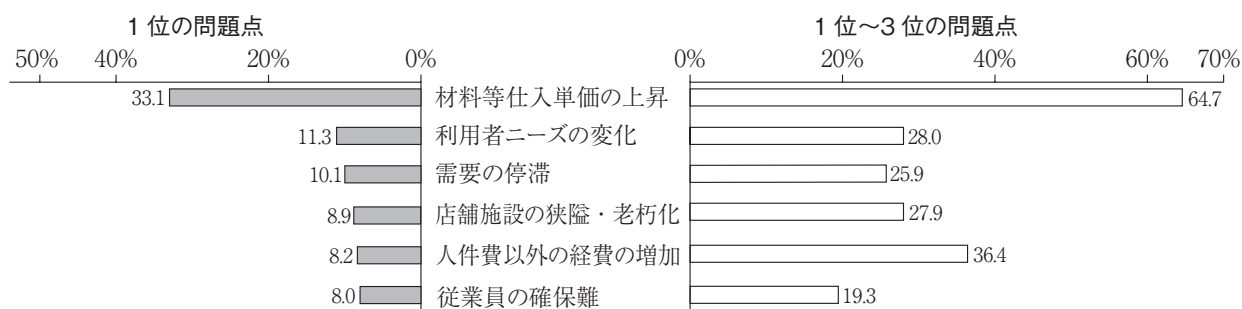 1位の問題点 1位～3位の問題点
50% 40% 20% 0% 0% 20% 40% 60% 70%
33.1 材料等仕入単価の上昇 64.7
11.3 利用者ニーズの変化 28.0
10.1 需要の停滞 25.9
8.9 店舗施設の狭隘・老朽化 27.9
8.2 人件費以外の経費の増加 36.4
8.0 従業員の確保難 19.3